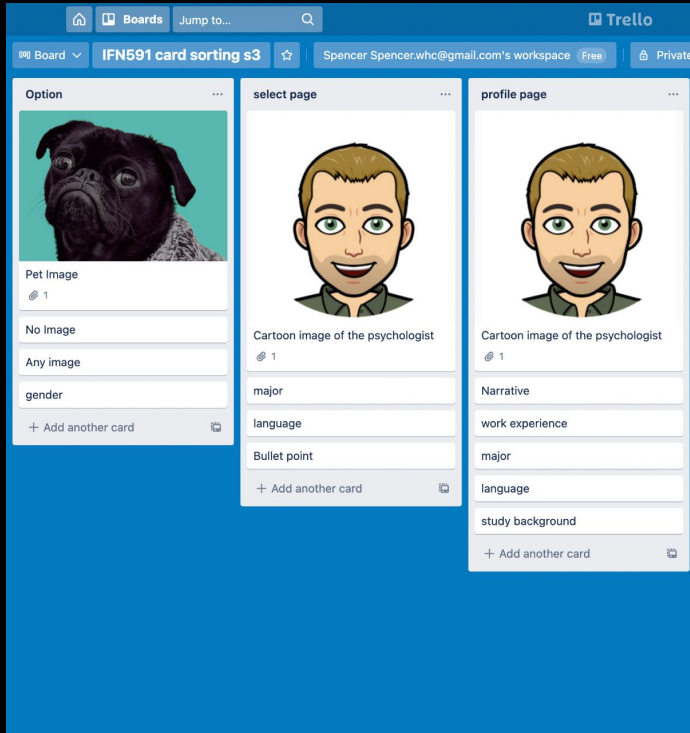 Boards
Jump to...
Trello
Board
IFN591 card sorting s3
Spencer Spencer.whc@gmail.com's workspace
Free
Private
Option
Pet Image
1
No Image
Any image
gender
+ Add another card
select page
Cartoon image of the psychologist
1
major
language
Bullet point
+ Add another card
profile page
Cartoon image of the psychologist
1
Narrative
work experience
major
language
study background
+ Add another card